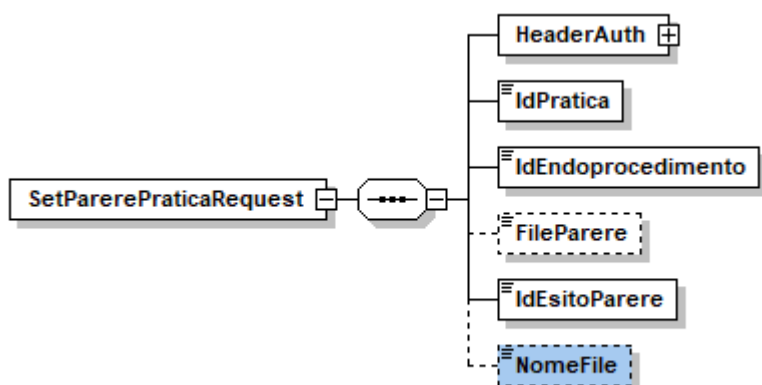 HeaderAuth
IdPratica
IdEndoprocedimento
SetParerePraticaRequest
FileParere
IdEsitoParere
NomeFile